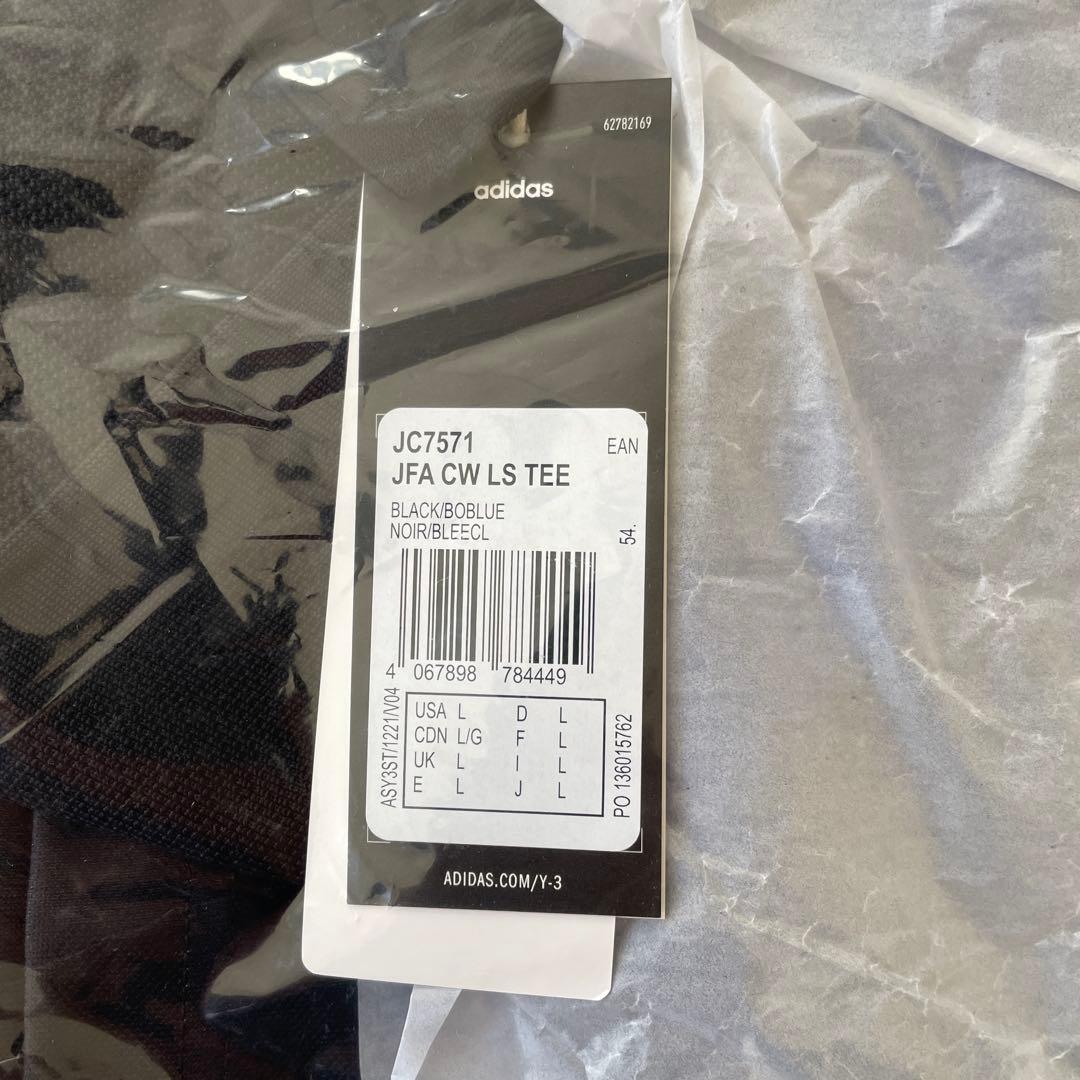 62782169
adidas
JC7571
EAN
JFA CW LS TEE
BLACK/BOBLUE
NOIR/BLEECL
54.
4 067898 784449
ASY3ST/1221/V04
USA L D L
CDN L/G F L
UK L I L
E L J L
PO 136015762
ADIDAS.COM/Y-3